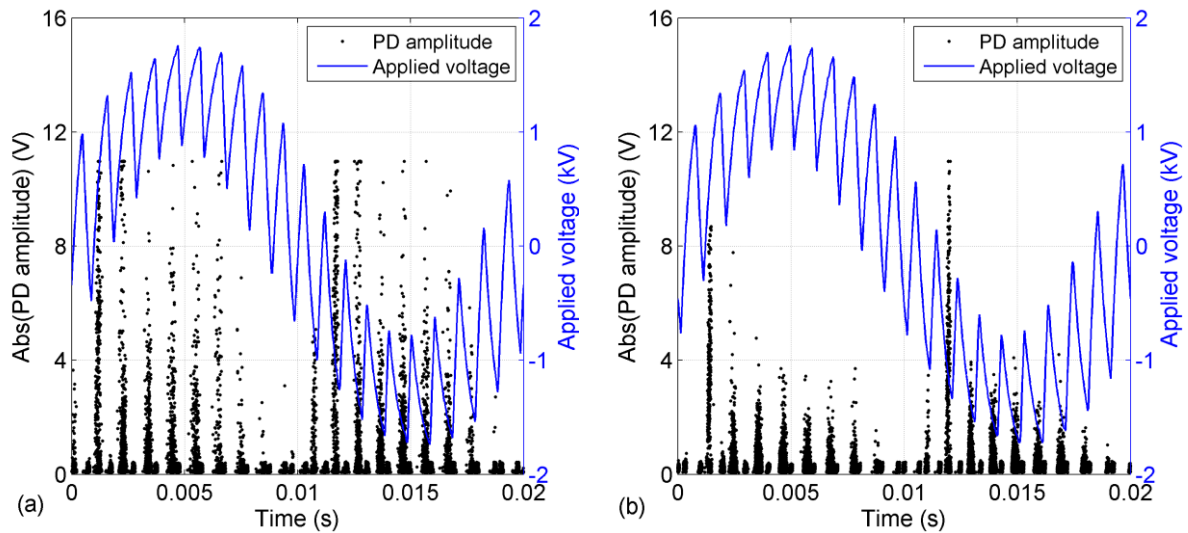 16
12
8
4
0
Abs(PD amplitude) (V)
PD amplitude
Applied voltage
2
1
0
-1
-2
Applied voltage (kV)
0 0.005 0.01 0.015 0.02
Time (s)
(a)
16
12
8
4
0
Abs(PD amplitude) (V)
PD amplitude
Applied voltage
2
1
0
-1
-2
Applied voltage (kV)
0 0.005 0.01 0.015 0.02
Time (s)
(b)